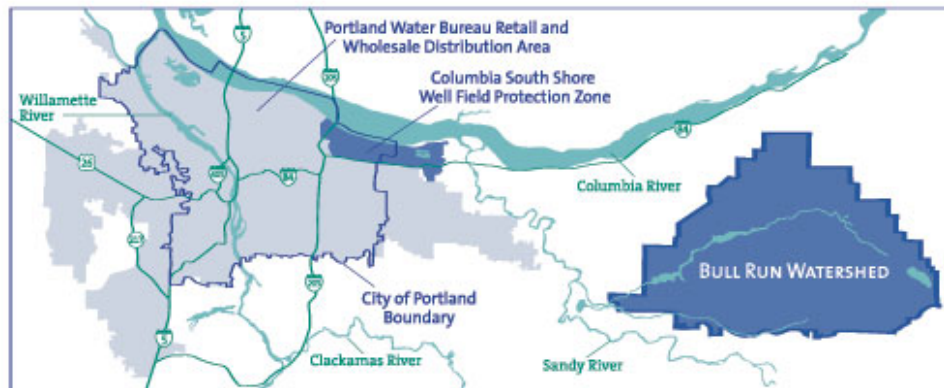 5
Portland Water Bureau Retail and
Wholesale Distribution Area
205
Columbia South Shore
Well Field Protection Zone
Willamette
River
84
26
405
84
Columbia River
217
BULL RUN WATERSHED
205
City of Portland
Boundary
5
Clackamas River
Sandy River